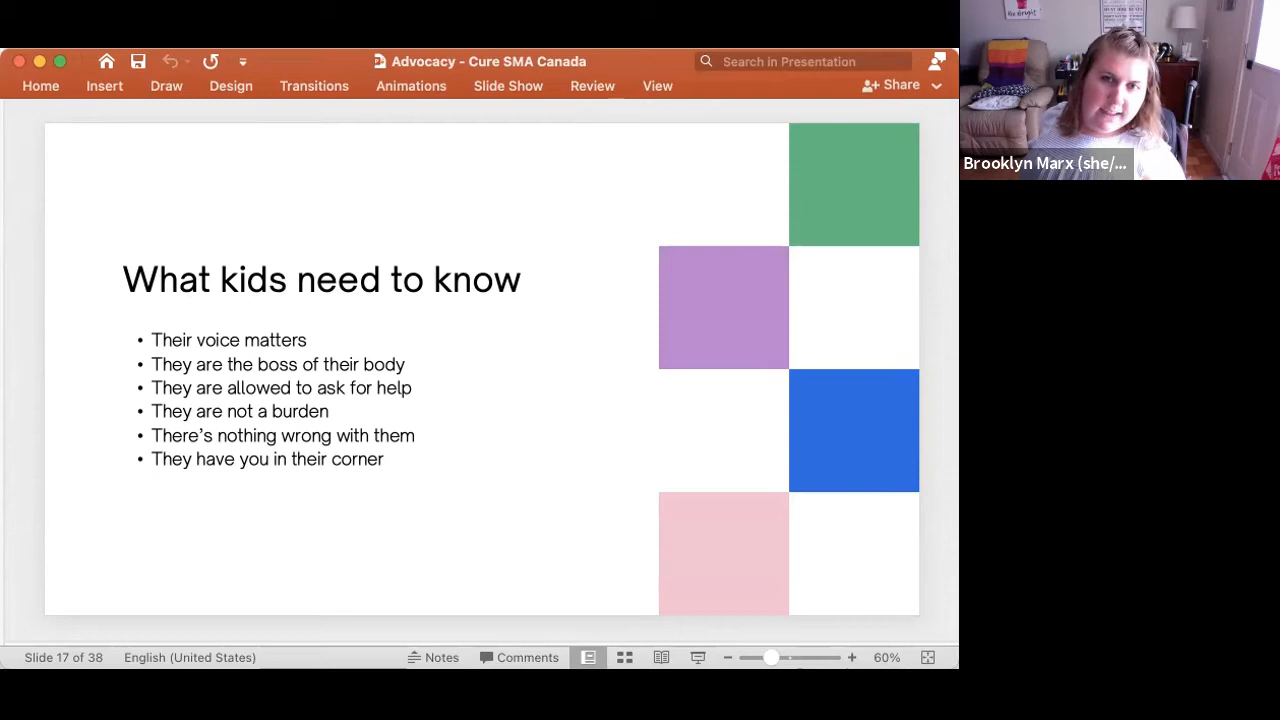 Advocacy - Cure SMA Canada
Search in Presentation
Home Insert Draw Design Transitions Animations Slide Show Review View Share
Brooklyn Marx (she/...
What kids need to know
• Their voice matters
• They are the boss of their body
• They are allowed to ask for help
• They are not a burden
• There’s nothing wrong with them
• They have you in their corner
Slide 17 of 38 English (United States) Notes Comments 60%